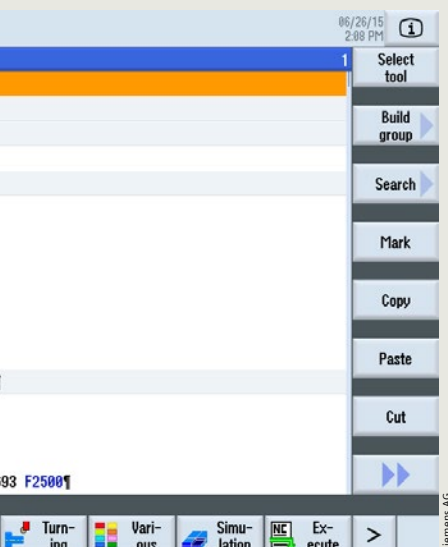 06/26/15
2:08 PM
1
Select
tool
Build
group
Search
Mark
Copy
Paste
Cut
F2500¶
Turn-
ing
Vari-
ous
Simu-
lation
NC
Ex-
ecute
>